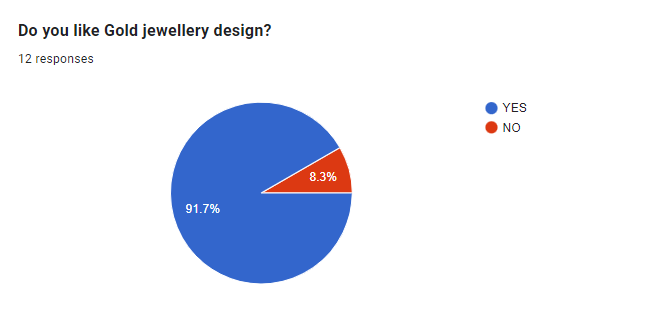 Do you like Gold jewellery design?
12 responses
YES
NO
8.3%
91.7%